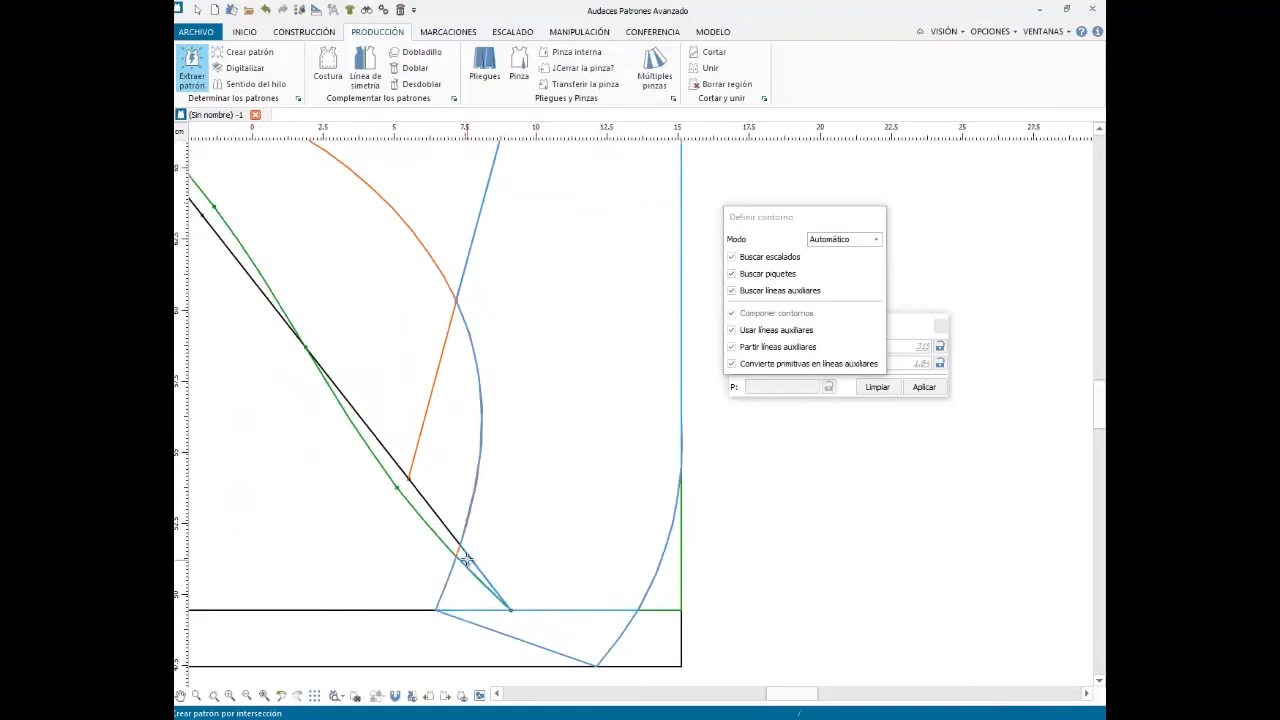 Audaces Patrones Avanzado
ARCHIVO INICIO CONSTRUCCIÓN PRODUCCIÓN MARCACIONES ESCALADO MANIPULACIÓN CONFERENCIA MODELO VISIÓN OPCIONES VENTANAS
Extraer patrón
Crear patrón
Digitalizar
Sentido del hilo
Costura
Línea de simetría
Dobladillo
Doblar
Desdoblar
Pliegues
Pinza
Pinza interna
¿Cerrar la pinza?
Transferir la pinza
Múltiples pinzas
Cortar
Unir
Borrar región
Determinar los patrones Complementar los patrones Pliegues y Pinzas Cortar y unir
(Sin nombre) -1
cm 0 2.5 5 7.5 10 12.5 15 17.5 20 22.5 25 27.5
Definir contorno
Modo Automático
Buscar escalados
Buscar piquetes
Buscar líneas auxiliares
Componer contornos
Usar líneas auxiliares
Partir líneas auxiliares
Convierte primitivas en líneas auxiliares
P: Limpiar Aplicar
Crear patrón por intersección